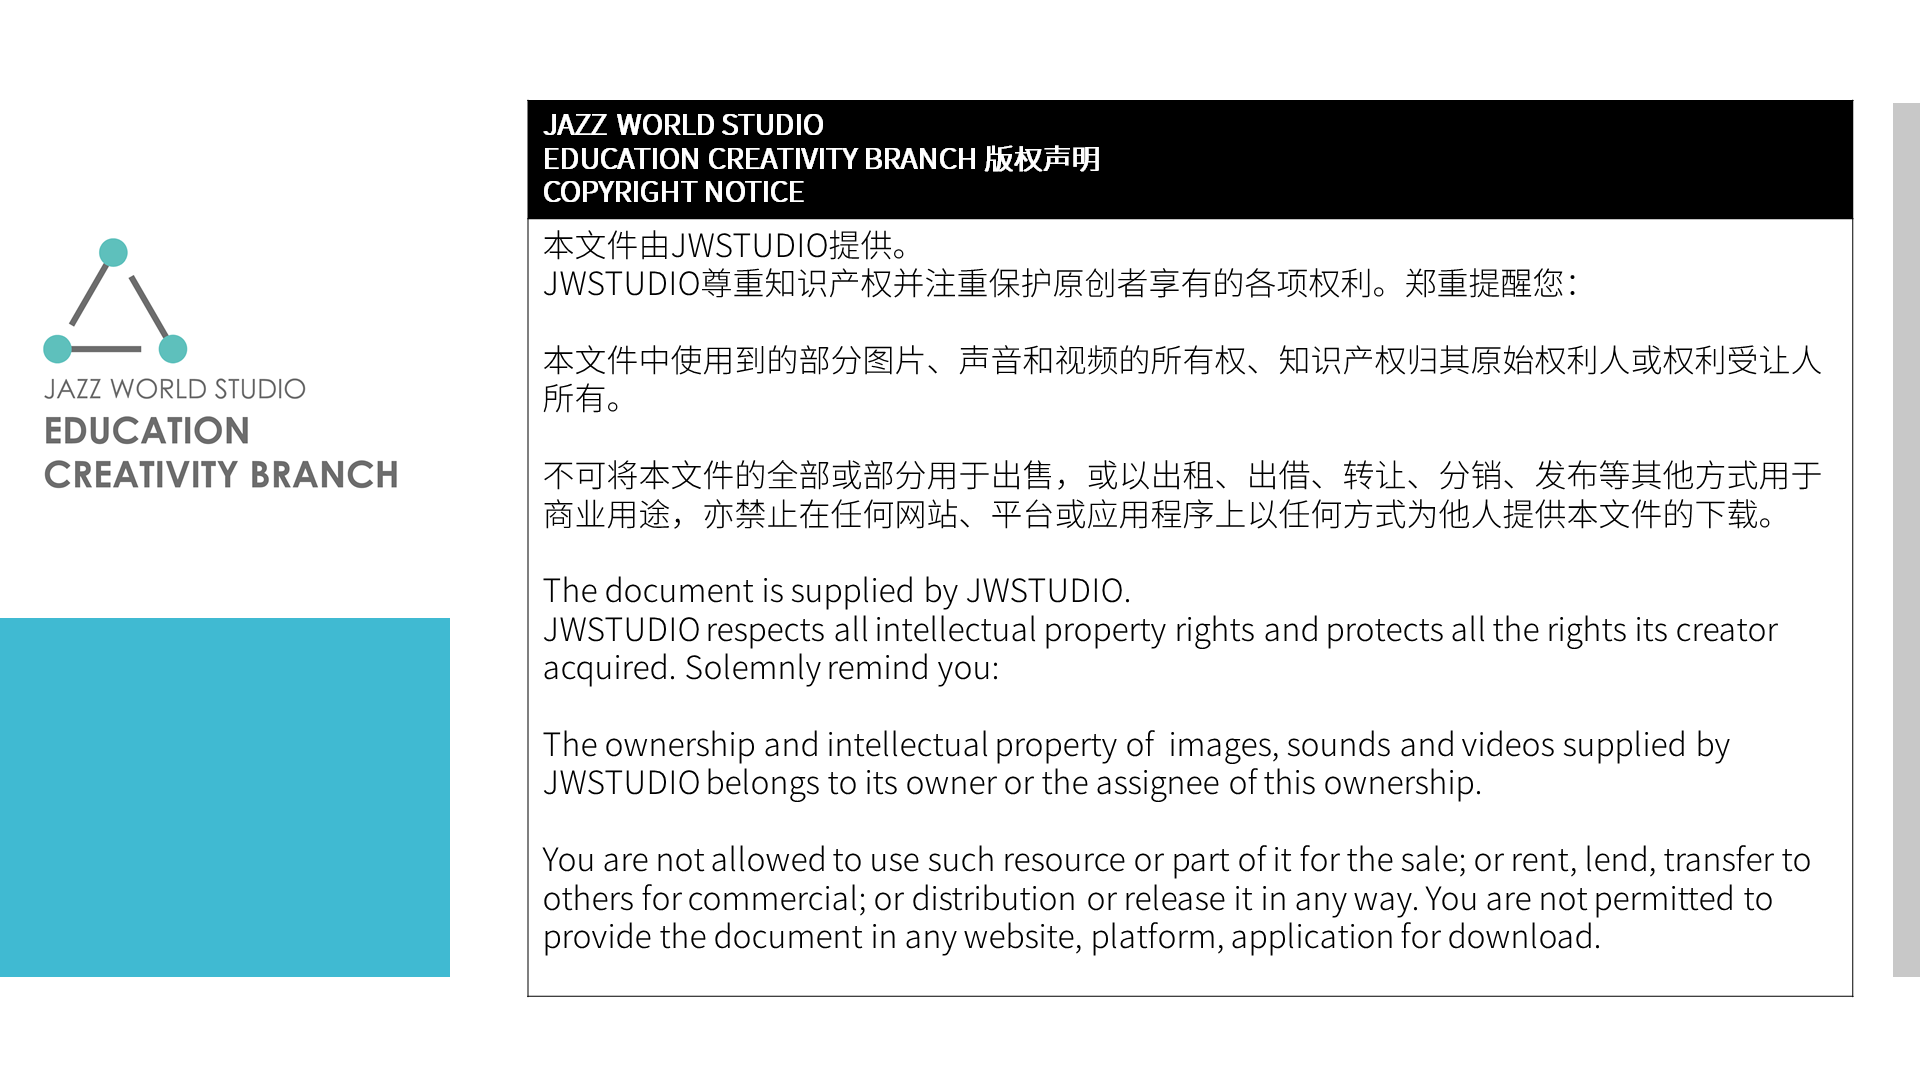 JAZZ WORLD STUDIO
EDUCATION
CREATIVITY BRANCH
JAZZ WORLD STUDIO
EDUCATION CREATIVITY BRANCH 版权声明
COPYRIGHT NOTICE
本文件由JWSTUDIO提供。
JWSTUDIO尊重知识产权并注重保护原创者享有的各项权利。郑重提醒您：
本文件中使用到的部分图片、声音和视频的所有权、知识产权归其原始权利人或权利受让人
所有。
不可将本文件的全部或部分用于出售，或以出租、出借、转让、分销、发布等其他方式用于
商业用途，亦禁止在任何网站、平台或应用程序上以任何方式为他人提供本文件的下载。
The document is supplied by JWSTUDIO.
JWSTUDIO respects all intellectual property rights and protects all the rights its creator
acquired. Solemnly remind you:
The ownership and intellectual property of images, sounds and videos supplied by
JWSTUDIO belongs to its owner or the assignee of this ownership.
You are not allowed to use such resource or part of it for the sale; or rent, lend, transfer to
others for commercial; or distribution or release it in any way. You are not permitted to
provide the document in any website, platform, application for download.